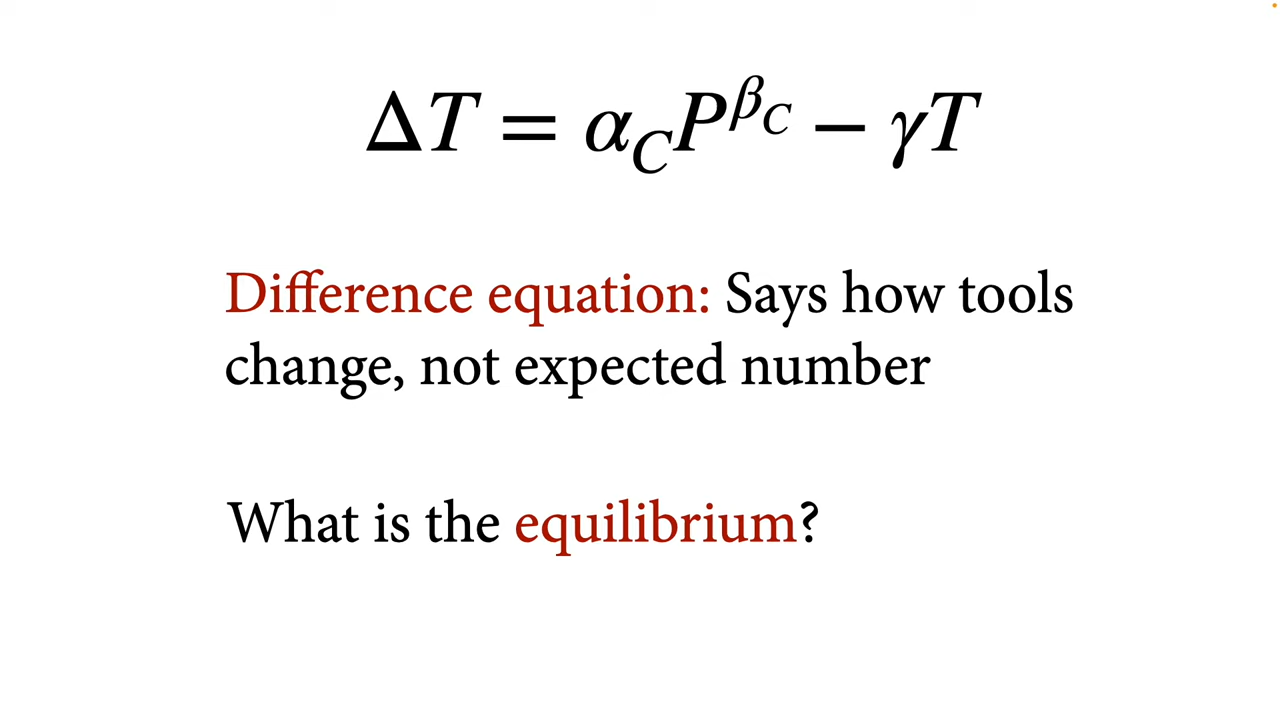 ΔT = α_C P^{β_C} − γT
Difference equation: Says how tools
change, not expected number
What is the equilibrium?